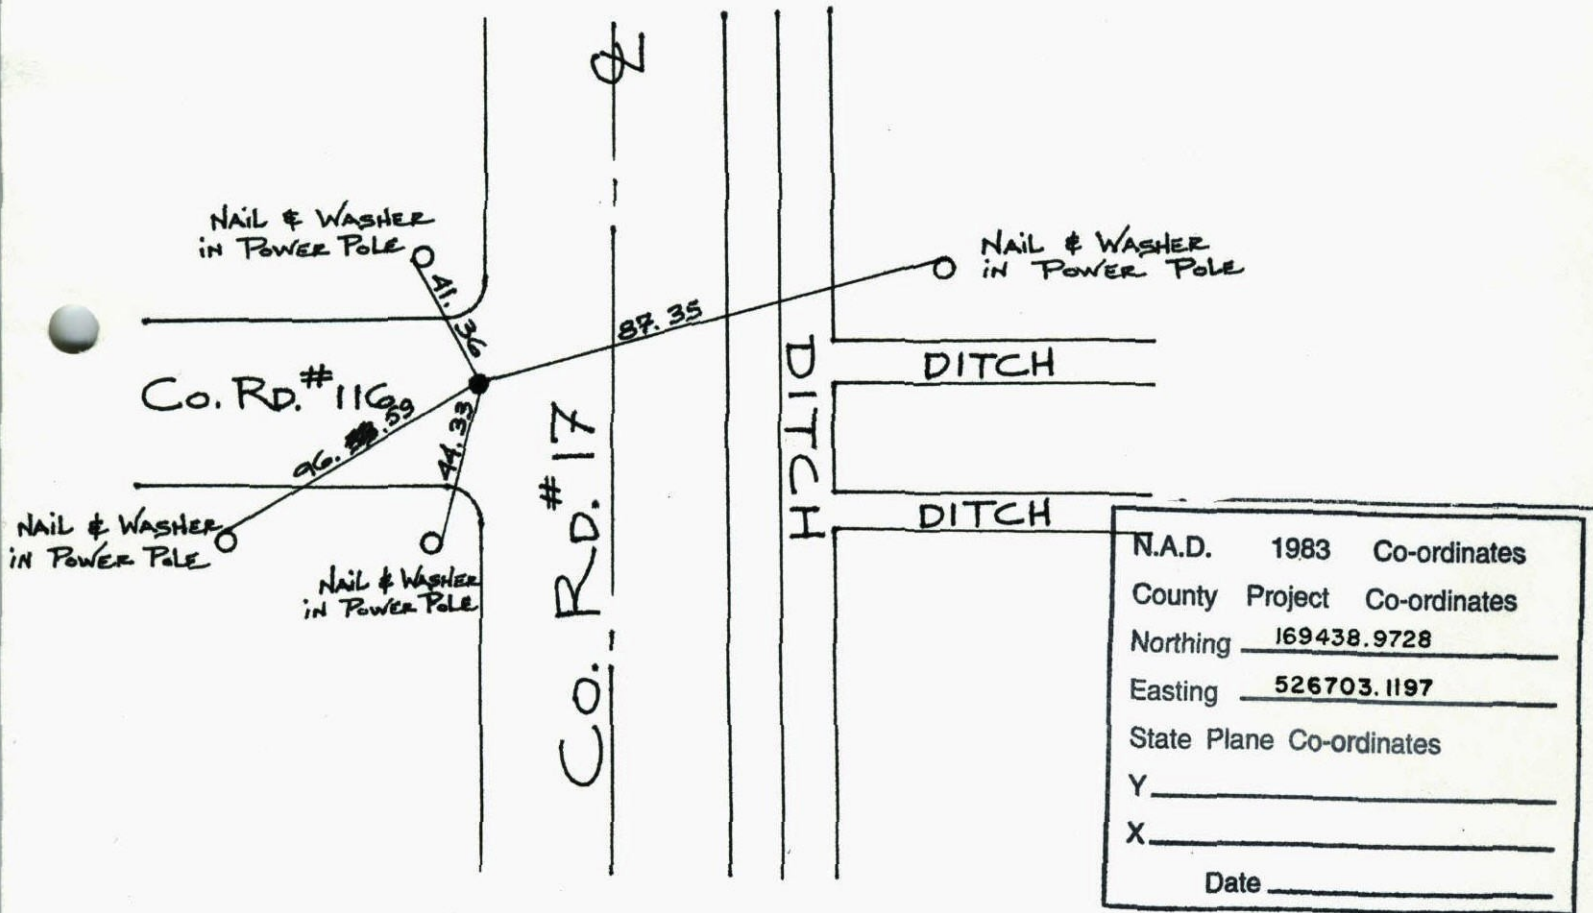 ℄
NAIL & WASHER
IN POWER POLE
NAIL & WASHER
IN POWER POLE
41.36
87.35
DITCH
DITCH
CO. RD. #116
96.59
44.33
CO. RD. #17
NAIL & WASHER
IN POWER POLE
NAIL & WASHER
IN POWER POLE
DITCH
N.A.D. 1983 Co-ordinates
County Project Co-ordinates
Northing 169438.9728
Easting 526703.1197
State Plane Co-ordinates
Y
X
Date